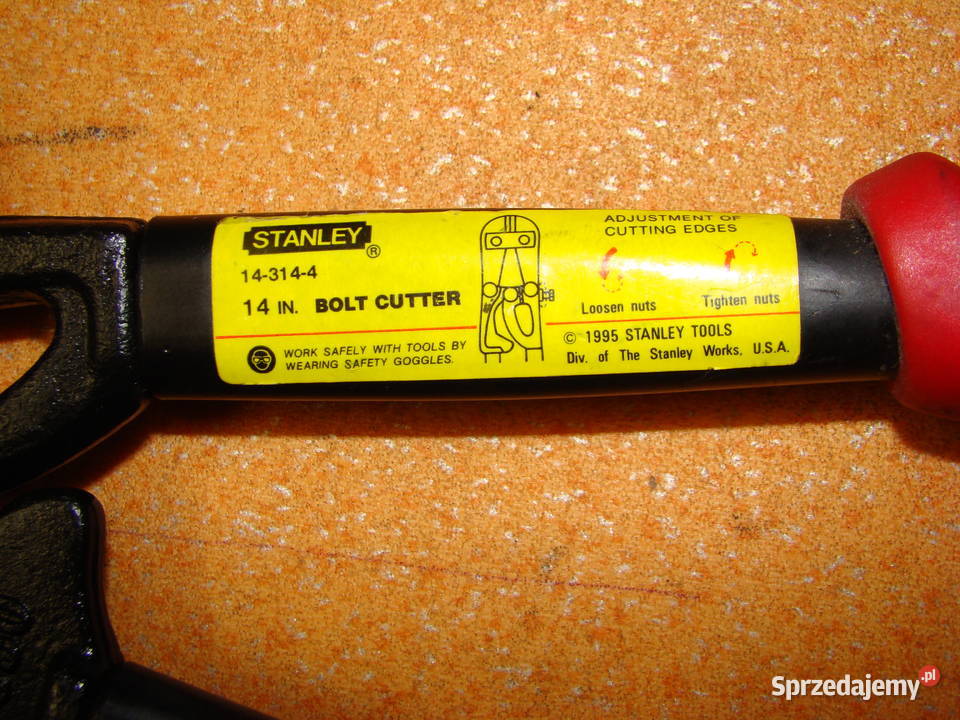 STANLEY®
14-314-4
14 IN. BOLT CUTTER
WORK SAFELY WITH TOOLS BY
WEARING SAFETY GOGGLES.
ADJUSTMENT OF
CUTTING EDGES
Loosen nuts
Tighten nuts
© 1995 STANLEY TOOLS
Div. of The Stanley Works, U.S.A.
Sprzedajemy.pl